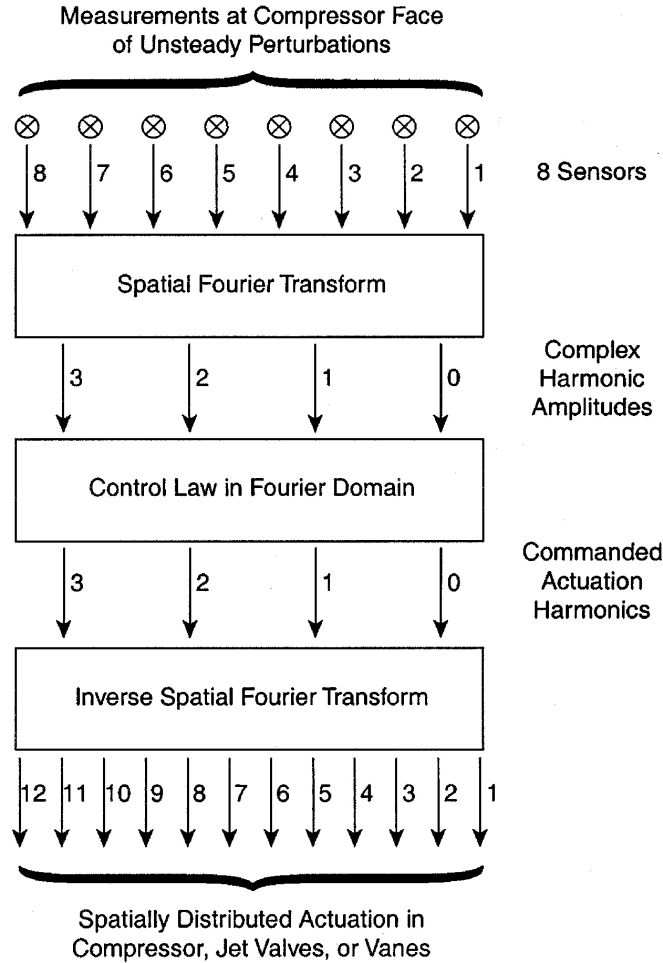 Measurements at Compressor Face
of Unsteady Perturbations
8 7 6 5 4 3 2 1
8 Sensors
Spatial Fourier Transform
3 2 1 0
Complex
Harmonic
Amplitudes
Control Law in Fourier Domain
3 2 1 0
Commanded
Actuation
Harmonics
Inverse Spatial Fourier Transform
12 11 10 9 8 7 6 5 4 3 2 1
Spatially Distributed Actuation in
Compressor, Jet Valves, or Vanes